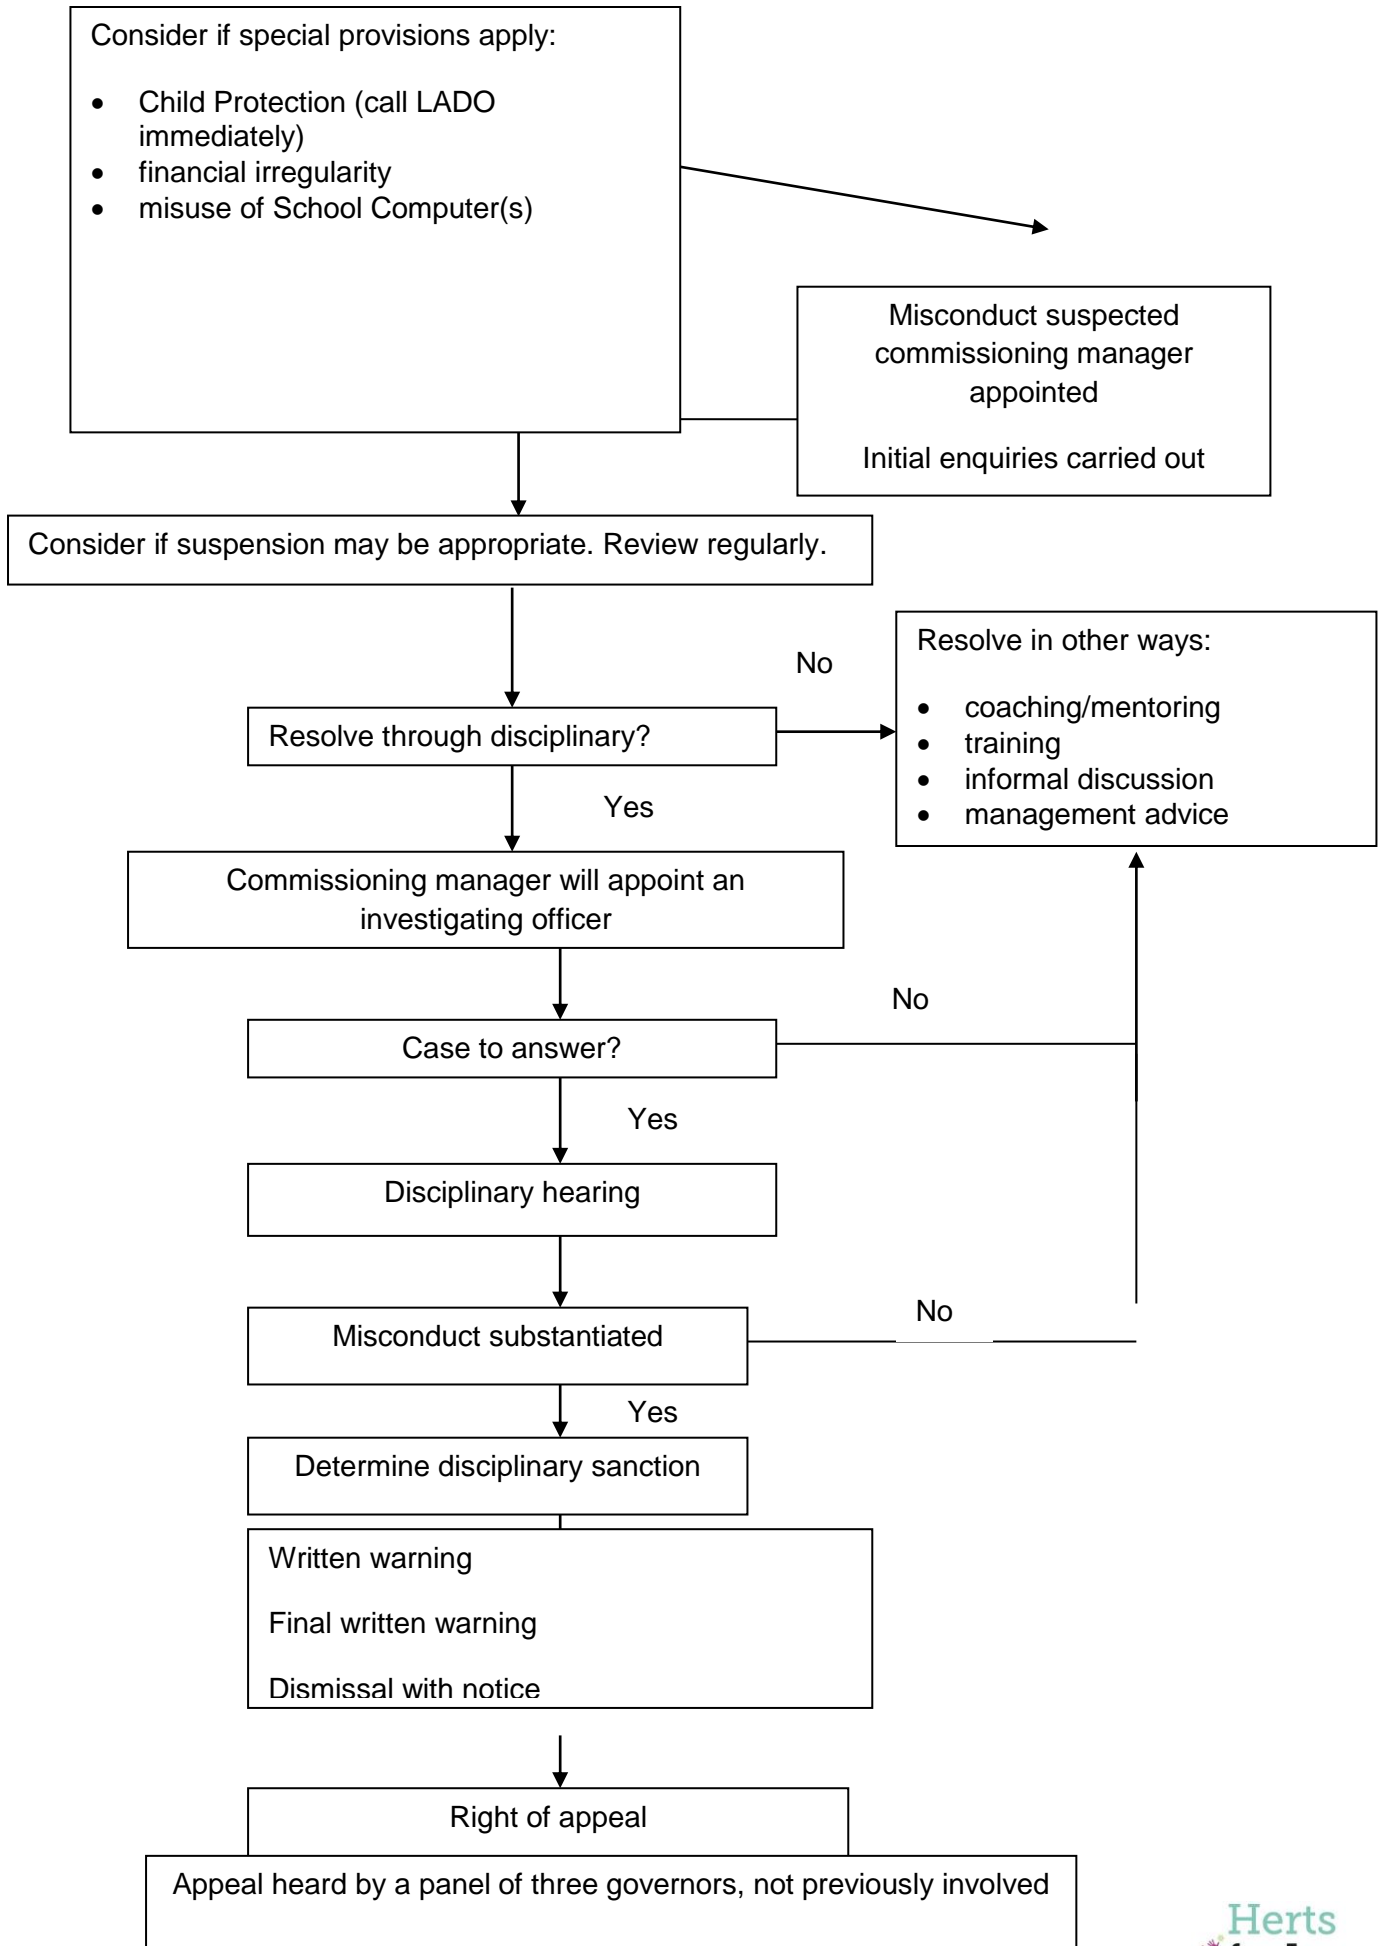 Consider if special provisions apply:
• Child Protection (call LADO
immediately)
• financial irregularity
• misuse of School Computer(s)
Misconduct suspected
commissioning manager
appointed
Initial enquiries carried out
Consider if suspension may be appropriate. Review regularly.
No
Resolve in other ways:
• coaching/mentoring
• training
• informal discussion
• management advice
Resolve through disciplinary?
Yes
Commissioning manager will appoint an
investigating officer
No
Case to answer?
Yes
Disciplinary hearing
No
Misconduct substantiated
Yes
Determine disciplinary sanction
Written warning
Final written warning
Dismissal with notice
Right of appeal
Appeal heard by a panel of three governors, not previously involved
Herts